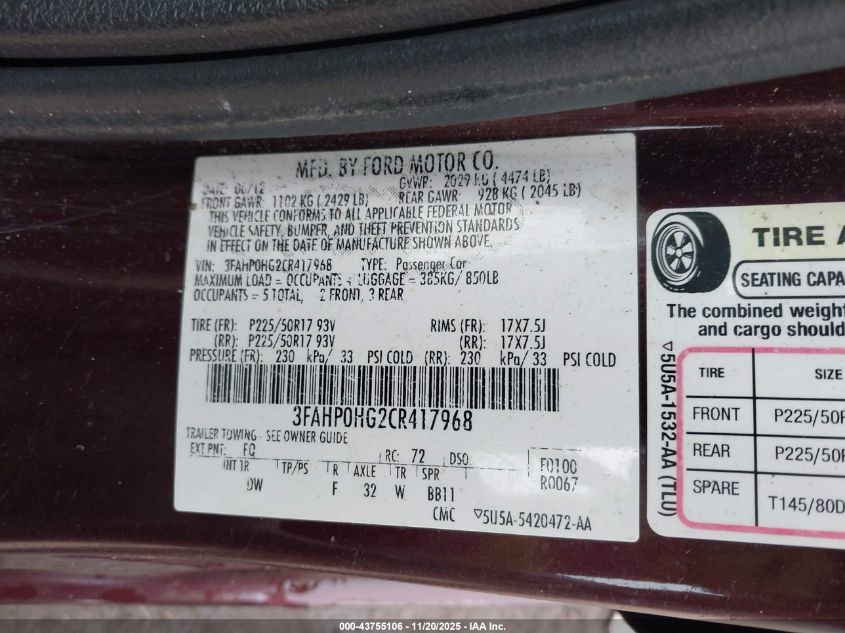 MFD. BY FORD MOTOR CO.
DATE: 06/12 GVWR: 2029 KG ( 4474 LB)
FRONT GAWR: 1102 KG ( 2429 LB) REAR GAWR: 928 KG ( 2045 LB)
THIS VEHICLE CONFORMS TO ALL APPLICABLE FEDERAL MOTOR
VEHICLE SAFETY, BUMPER, AND THEFT PREVENTION STANDARDS
IN EFFECT ON THE DATE OF MANUFACTURE SHOWN ABOVE.
VIN: 3FAHP0HG2CR417968 TYPE: Passenger Car
MAXIMUM LOAD = OCCUPANTS + LUGGAGE = 385KG/ 850LB
OCCUPANTS = 5 TOTAL, 2 FRONT, 3 REAR
TIRE (FR): P225/50R17 93V RIMS (FR): 17X7.5J
(RR): P225/50R17 93V (RR): 17X7.5J
PRESSURE (FR): 230 kPa/ 33 PSI COLD (RR): 230 kPa/ 33 PSI COLD
3FAHP0HG2CR417968
TRAILER TOWING - SEE OWNER GUIDE
EXT PNT: FQ RC: 72 DSO: F0100
INT TR TP/PS R AXLE TR SPR R0067
DW F 32 W BB11
CMC ▽5U5A-5420472-AA
TIRE A
SEATING CAPA
The combined weight
and cargo should
TIRE SIZE
FRONT P225/50R
REAR P225/50R
SPARE T145/80D
▽5U5A-1532-AA (TLU)
000-43755106 - 11/20/2025 - IAA Inc.